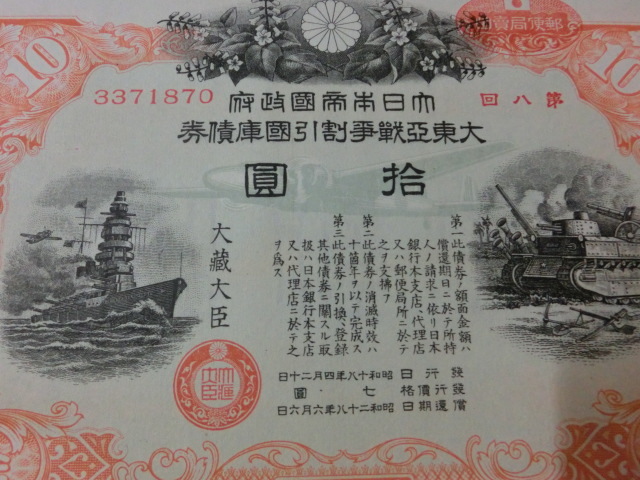 10
10
郵便局賣
第八回
3371870
大日本帝國政府
大東亞戰爭割引國庫債券
拾圓
第一此債券ノ額面金額ハ
償還期日ニ於テ所持
人ノ請求ニ依リ日本
銀行本支店、代理店
又ハ郵便局所ニ於テ
之ヲ支拂フ
第二此債券ノ消滅時效ハ
十箇年ヲ以テ完成ス
第三此債券ノ引換、登錄
其他債券ニ關スル取
扱ハ日本銀行本支店
又ハ代理店ニ於テ之
ヲ爲ス
大藏大臣
發行日 昭和十八年四月二十日
發行價格 七圓
償還期日 昭和二十八年六月六日